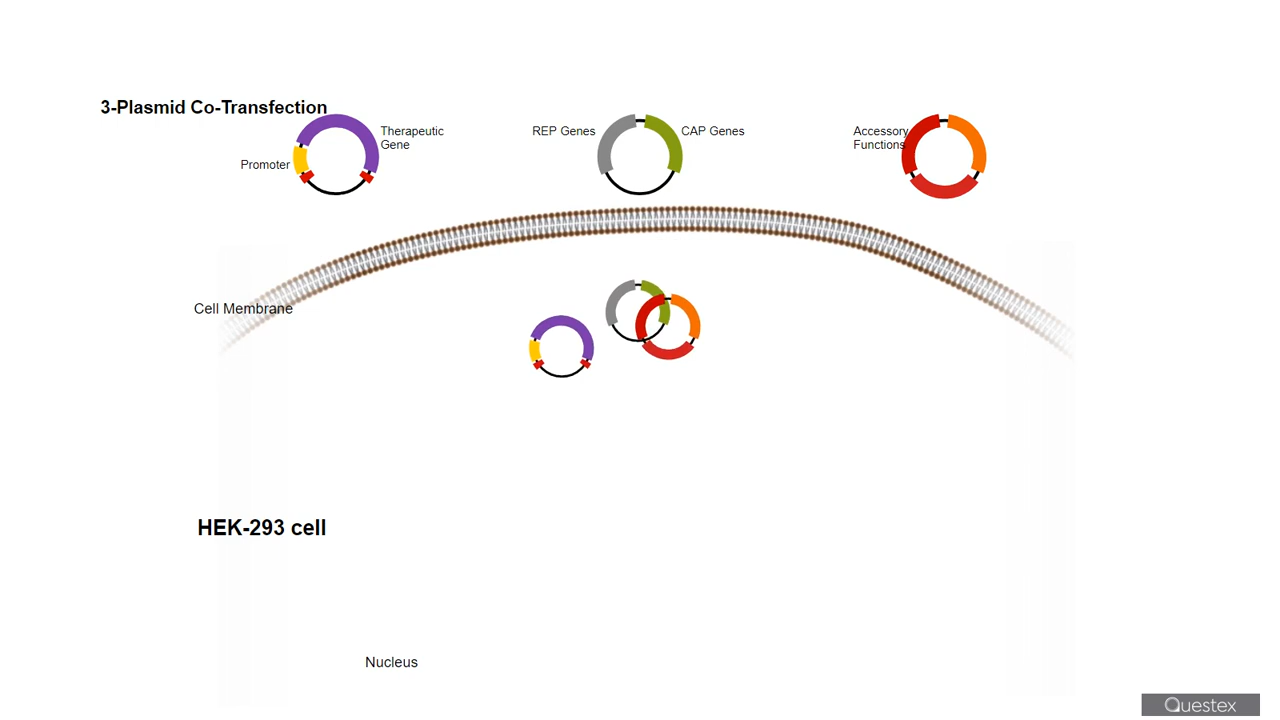 3-Plasmid Co-Transfection
Therapeutic
Gene
Promoter
REP Genes
CAP Genes
Accessory
Functions
Cell Membrane
HEK-293 cell
Nucleus
Questex